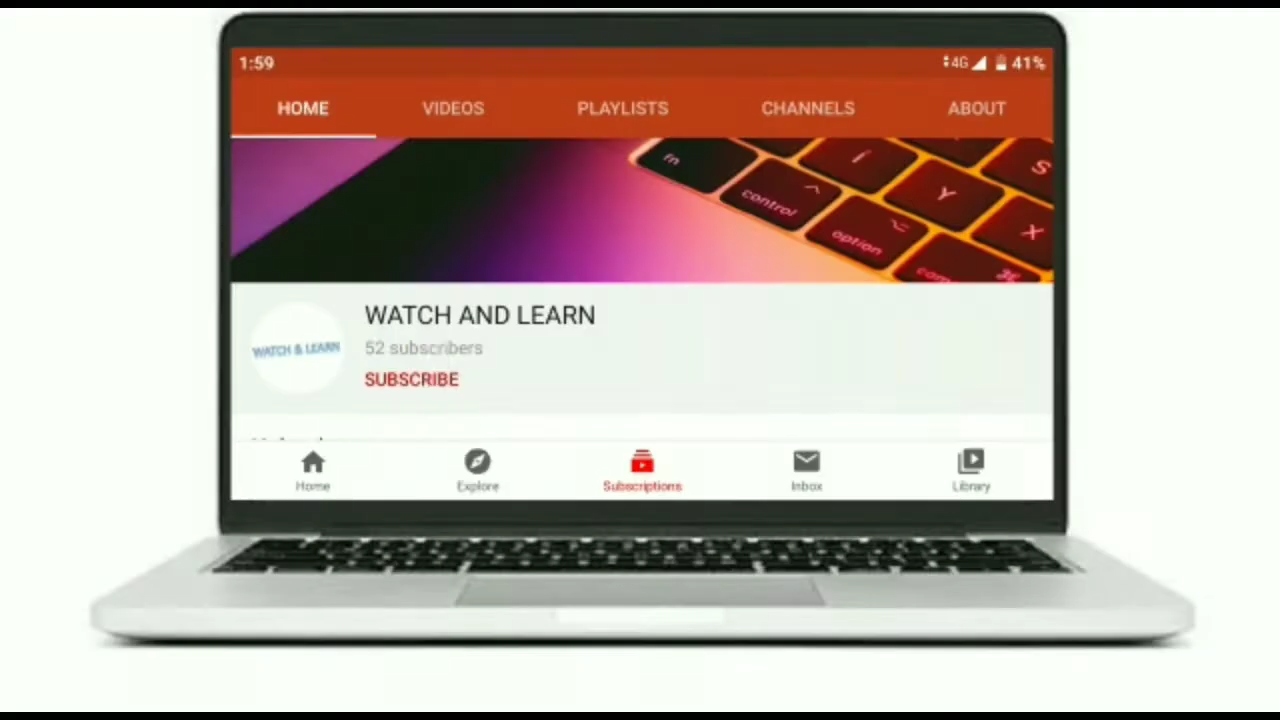 1:59
4G 41%
HOME VIDEOS PLAYLISTS CHANNELS ABOUT
fn
control
option
i
Y
S
X
WATCH & LEARN
WATCH AND LEARN
52 subscribers
SUBSCRIBE
Home Explore Subscriptions Inbox Library